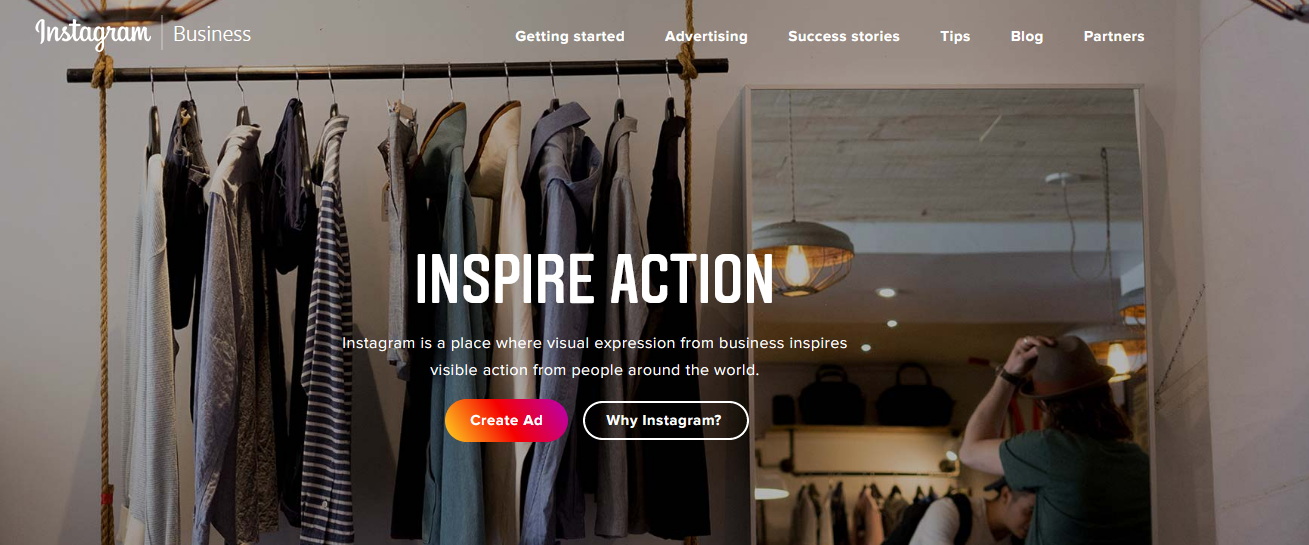 Instagram | Business
Getting started Advertising Success stories Tips Blog Partners
INSPIRE ACTION
Instagram is a place where visual expression from business inspires
visible action from people around the world.
Create Ad Why Instagram?